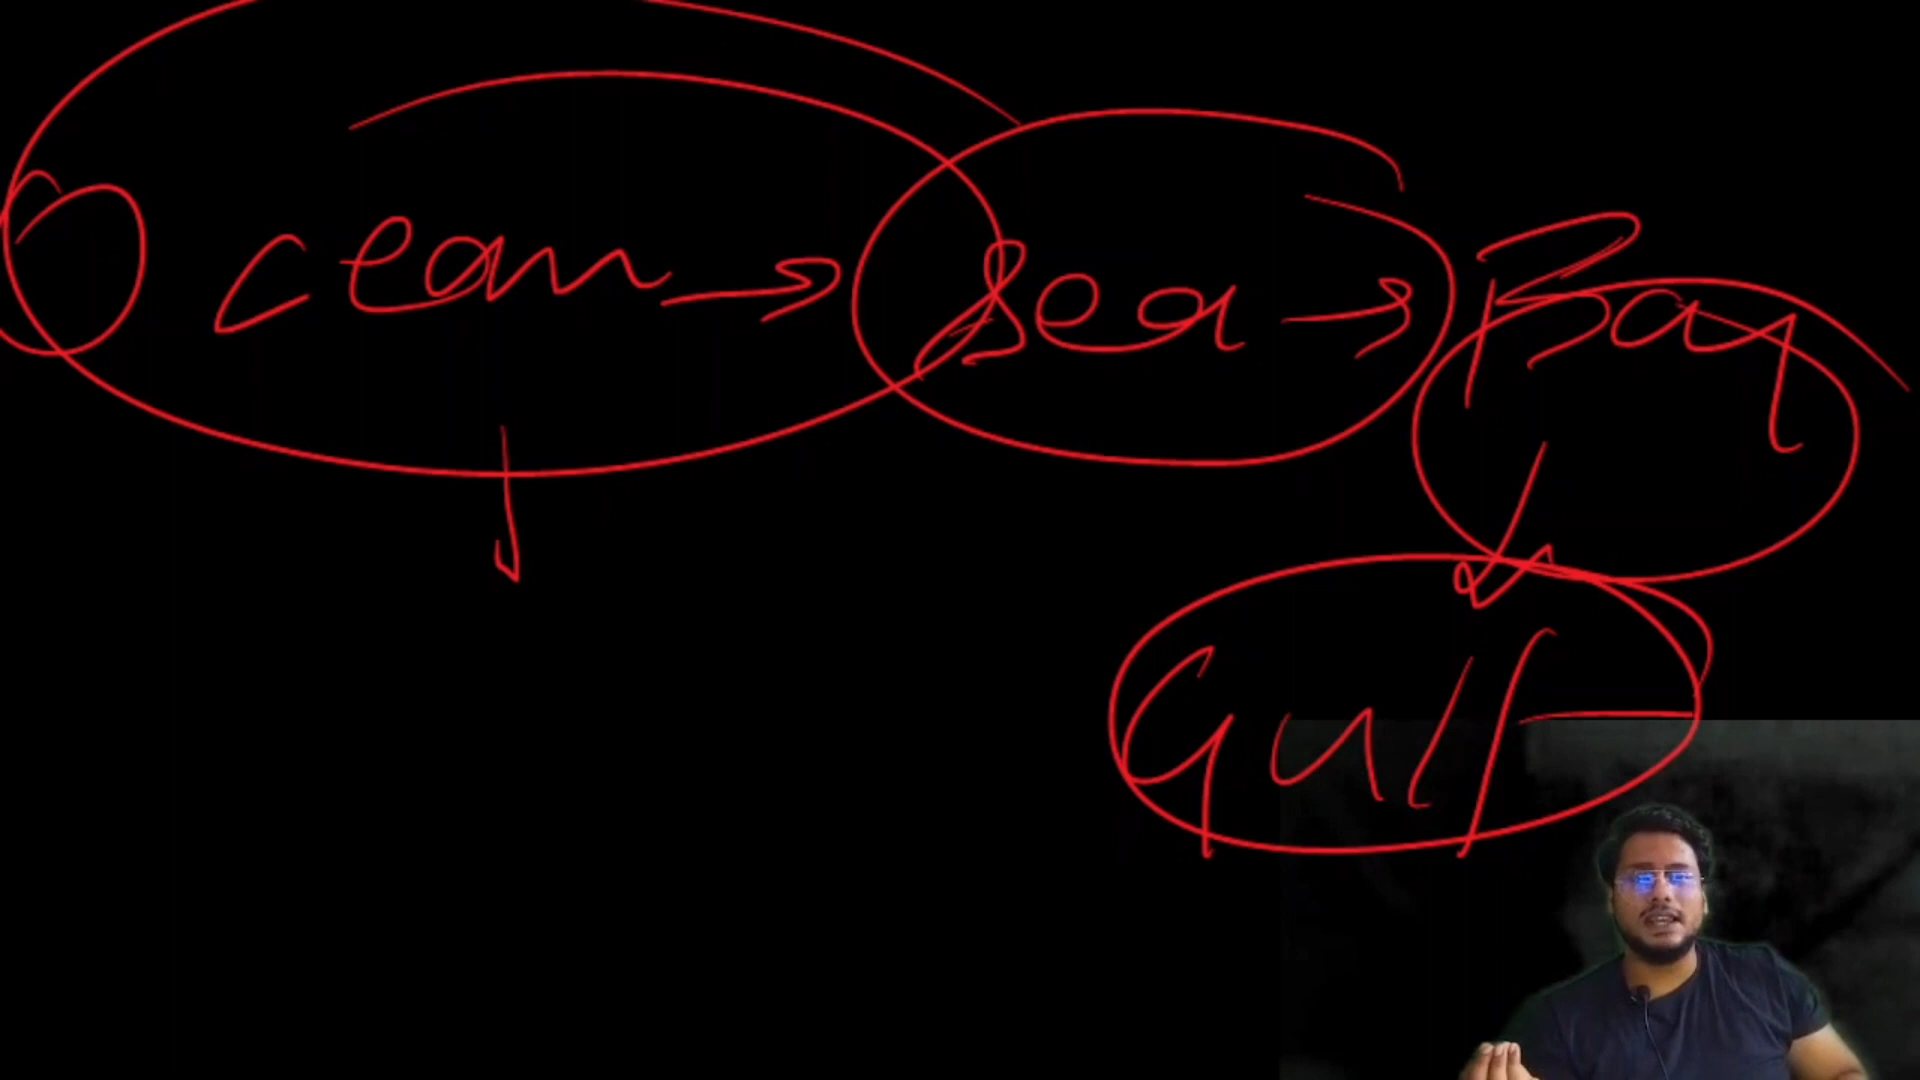 Ocean → Sea → Bay
Gulf